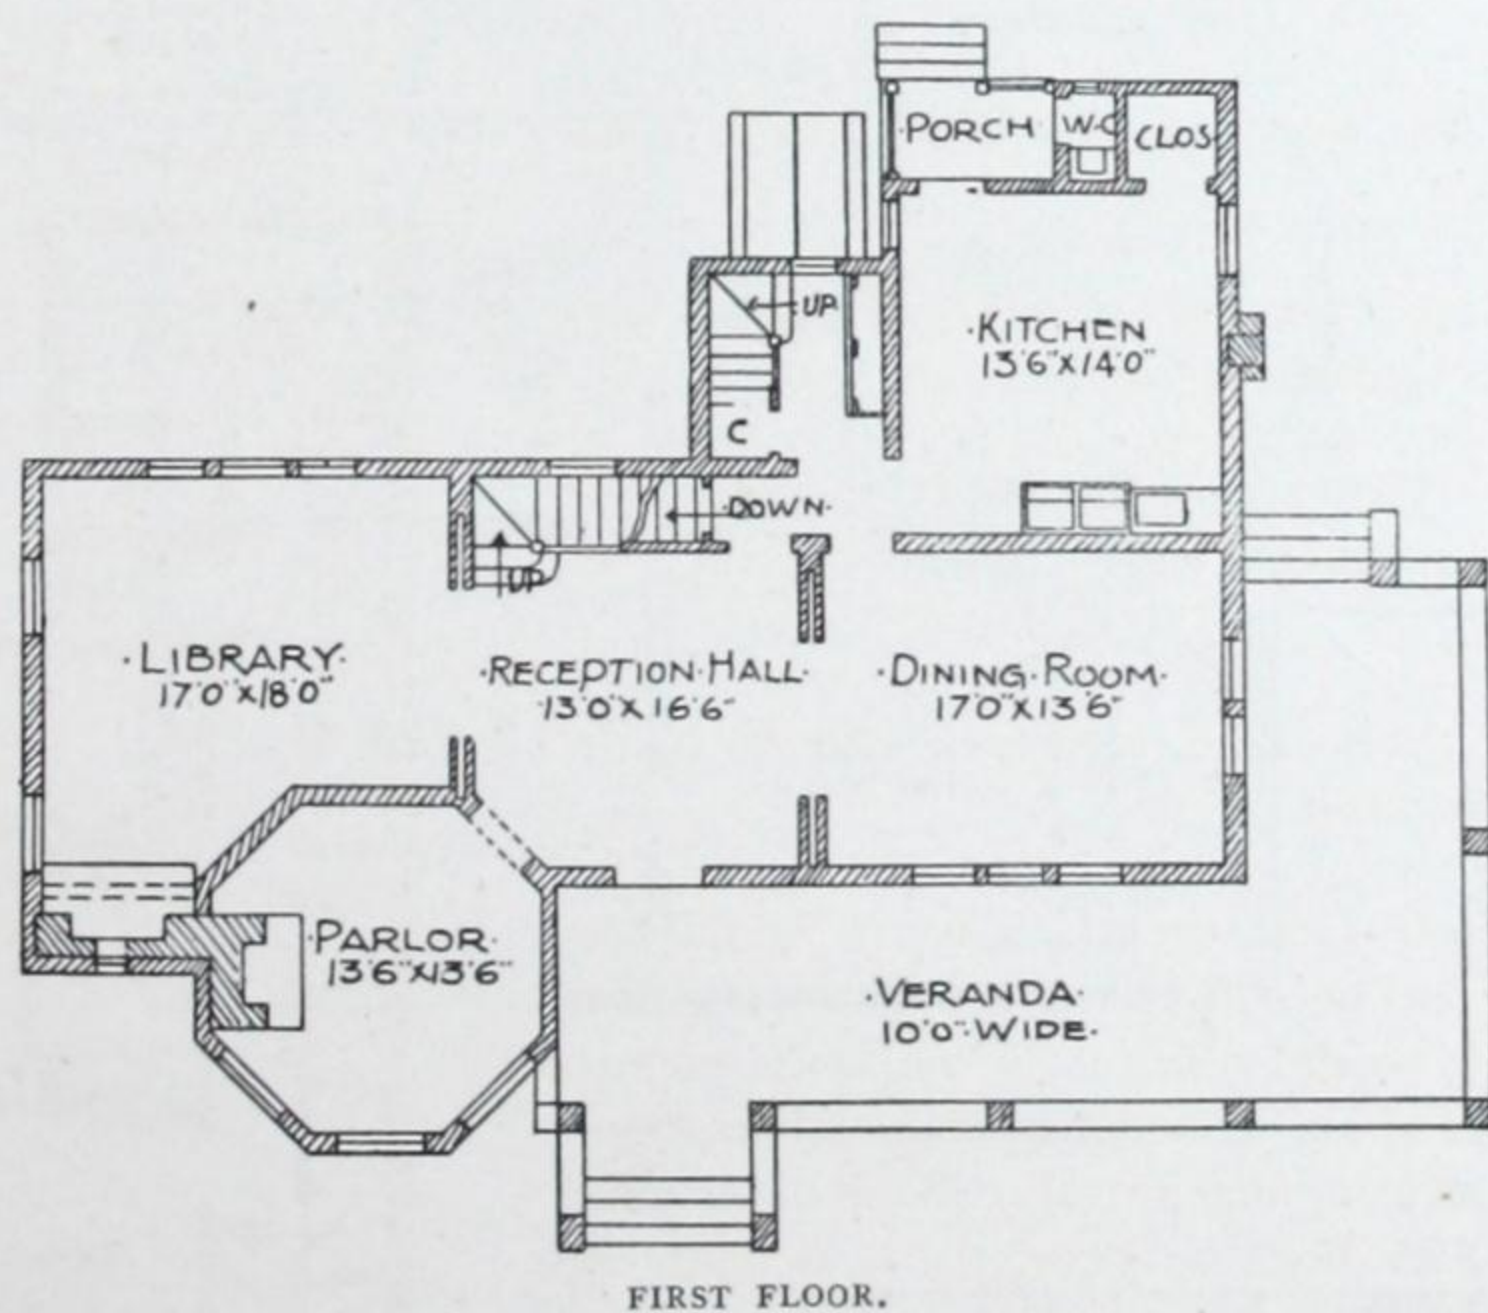 ·PORCH·
W·C
CLOS
·UP
·KITCHEN
13'6"X14'0"
C
·DOWN·
UP
·LIBRARY·
17'0"X18'0"
·RECEPTION·HALL·
·13'0"X16'6"
·DINING·ROOM·
17'0"X13'6"
·PARLOR·
13'6"X13'6"
·VERANDA·
10'0"·WIDE·
FIRST FLOOR.